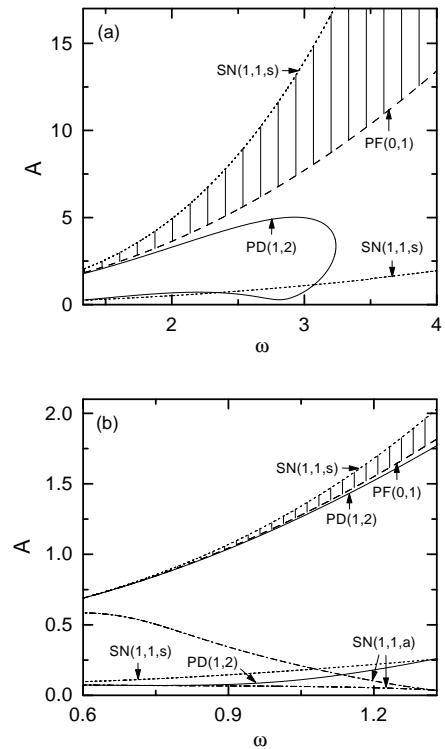 (a)
15
10
5
0
A
SN(1,1,s)
PF(0,1)
PD(1,2)
SN(1,1,s)
2
3
4
ω
(b)
2.0
1.5
1.0
0.5
0.0
A
SN(1,1,s)
PF(0,1)
PD(1,2)
SN(1,1,s)
PD(1,2)
SN(1,1,a)
0.6
0.9
1.2
ω